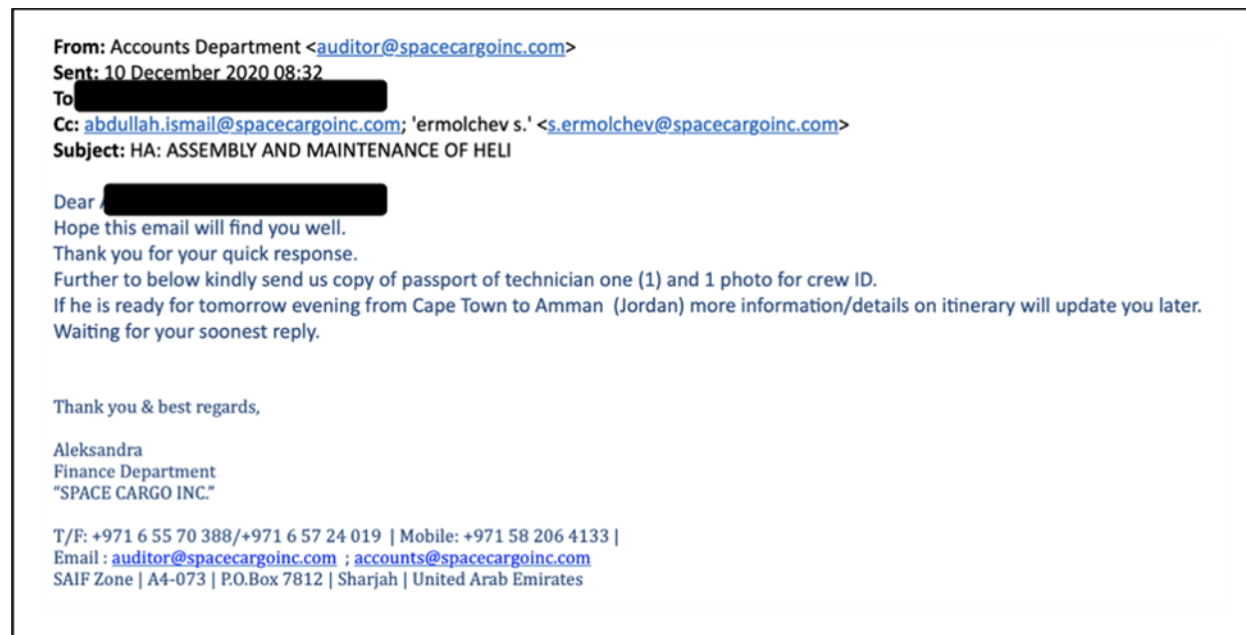 From: Accounts Department <auditor@spacecargoinc.com>
Sent: 10 December 2020 08:32
To
Cc: abdullah.ismail@spacecargoinc.com; 'ermolchev s.' <s.ermolchev@spacecargoinc.com>
Subject: HA: ASSEMBLY AND MAINTENANCE OF HELI
Dear
Hope this email will find you well.
Thank you for your quick response.
Further to below kindly send us copy of passport of technician one (1) and 1 photo for crew ID.
If he is ready for tomorrow evening from Cape Town to Amman  (Jordan) more information/details on itinerary will update you later.
Waiting for your soonest reply.
Thank you & best regards,
Aleksandra
Finance Department
“SPACE CARGO INC.”
T/F: +971 6 55 70 388/+971 6 57 24 019 | Mobile: +971 58 206 4133 |
Email : auditor@spacecargoinc.com ; accounts@spacecargoinc.com
SAIF Zone | A4-073 | P.O.Box 7812 | Sharjah | United Arab Emirates